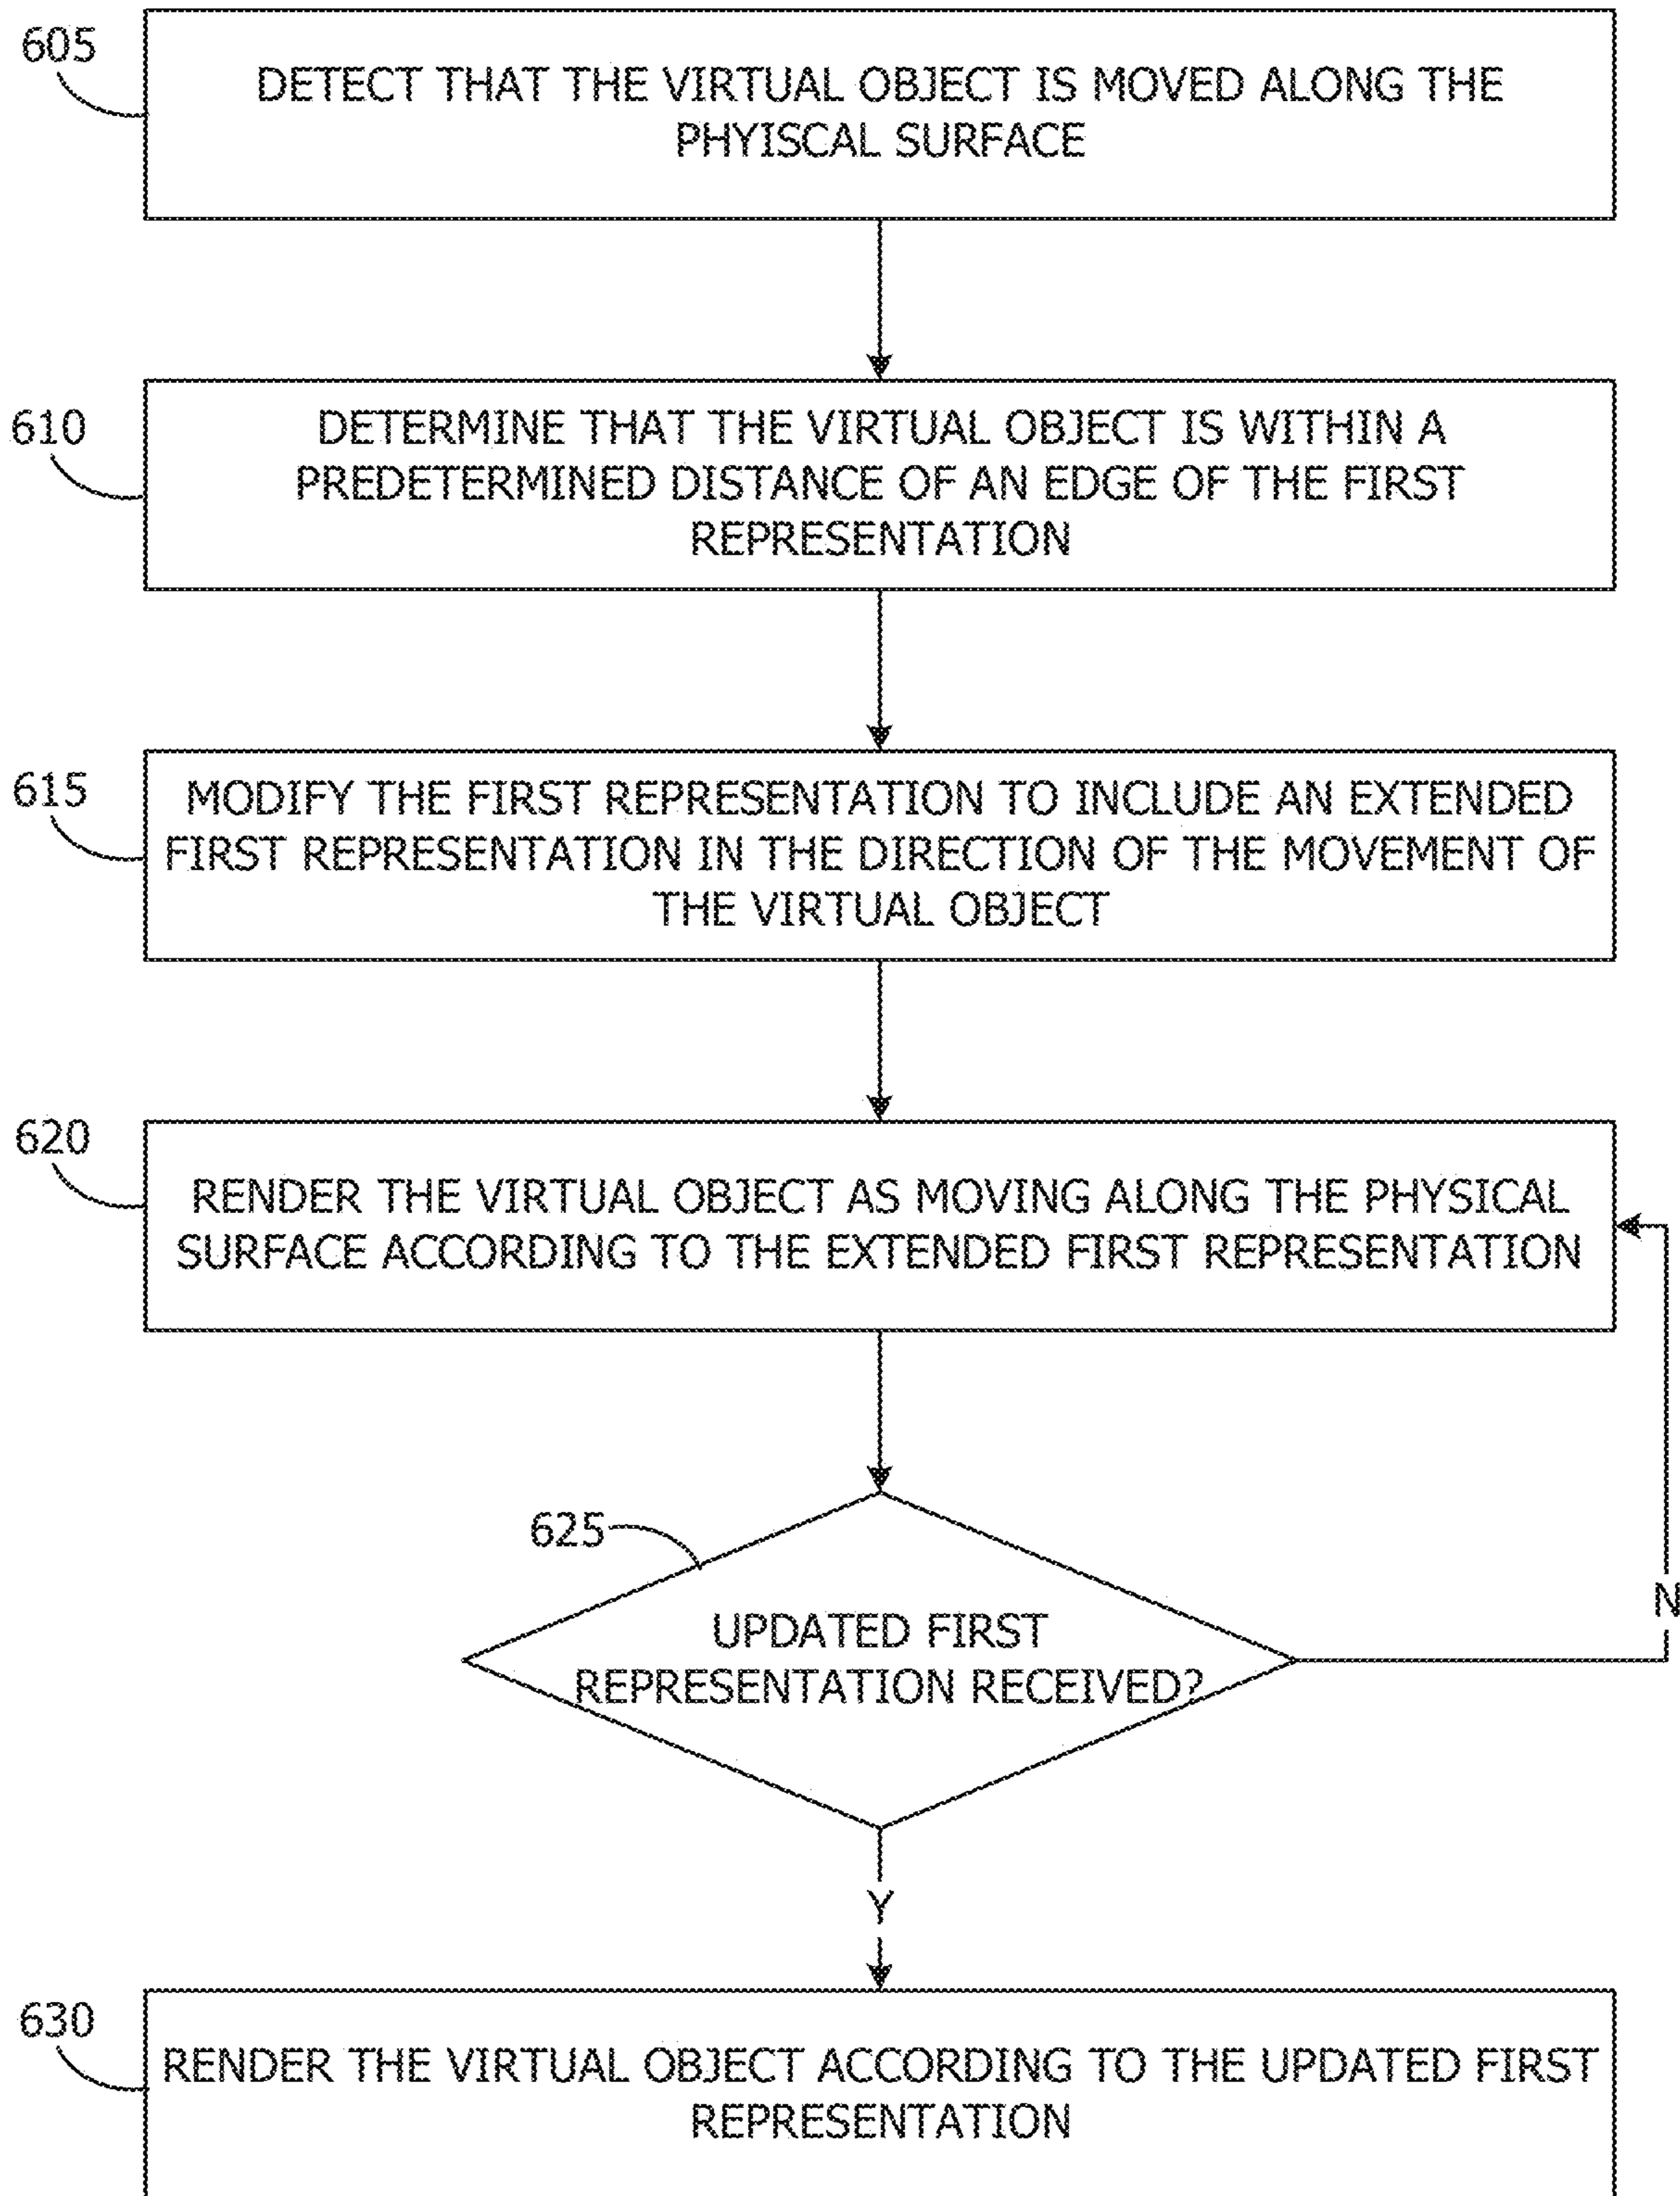 605
DETECT THAT THE VIRTUAL OBJECT IS MOVED ALONG THE
PHYISCAL SURFACE
610
DETERMINE THAT THE VIRTUAL OBJECT IS WITHIN A
PREDETERMINED DISTANCE OF AN EDGE OF THE FIRST
REPRESENTATION
615
MODIFY THE FIRST REPRESENTATION TO INCLUDE AN EXTENDED
FIRST REPRESENTATION IN THE DIRECTION OF THE MOVEMENT OF
THE VIRTUAL OBJECT
620
RENDER THE VIRTUAL OBJECT AS MOVING ALONG THE PHYSICAL
SURFACE ACCORDING TO THE EXTENDED FIRST REPRESENTATION
625
UPDATED FIRST
REPRESENTATION RECEIVED?
N
Y
630
RENDER THE VIRTUAL OBJECT ACCORDING TO THE UPDATED FIRST
REPRESENTATION